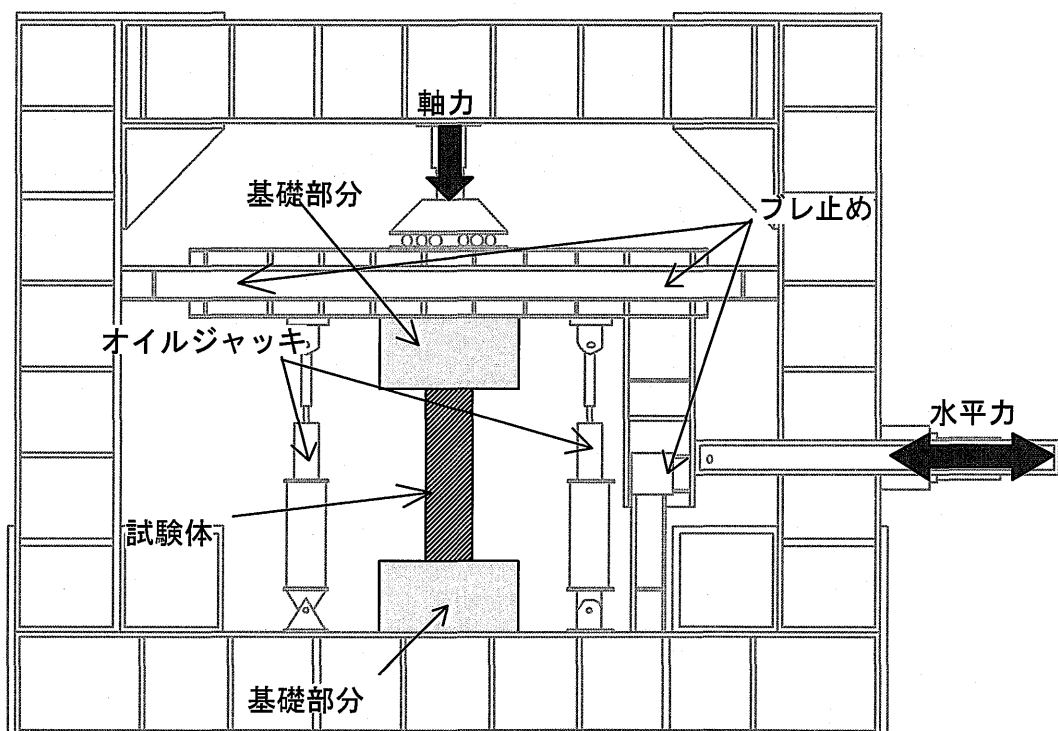 軸力
基礎部分
ブレ止め
オイルジャッキ
水平力
試験体
基礎部分